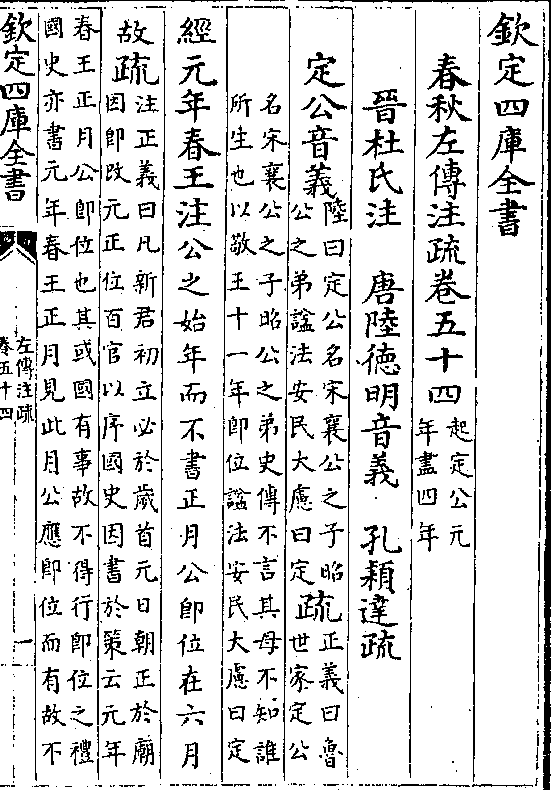 欽定四庫全書
春秋左傳注疏卷五十四
起定公元
年盡四年
晉杜氏注 唐陸徳明音義 孔穎達疏
定公音義
陸曰定公名宋襄公之子昭
公之弟諡法安民大慮曰定
疏
正義曰魯
世家定公
名宋襄公之子昭公之弟史傳不言其母不知誰
所生也以敬王十一年即位諡法安民大慮曰定
經元年春王注公之始年而不書正月公即位在六月
故疏
注正義曰凡新君初立必於歲首元日朝正於廟
因即改元正位百官以序國史因書於策云元年
春王正月公即位也其或國有事故不得行即位之禮
國史亦書元年春王正月見此月公應即位而有故不
欽定四庫全書
左傳注疏
卷五十四
一